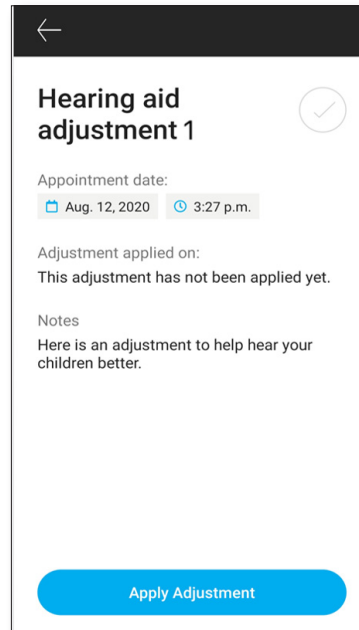 Hearing aid
adjustment 1
Appointment date:
Aug. 12, 2020 3:27 p.m.
Adjustment applied on:
This adjustment has not been applied yet.
Notes
Here is an adjustment to help hear your
children better.
Apply Adjustment